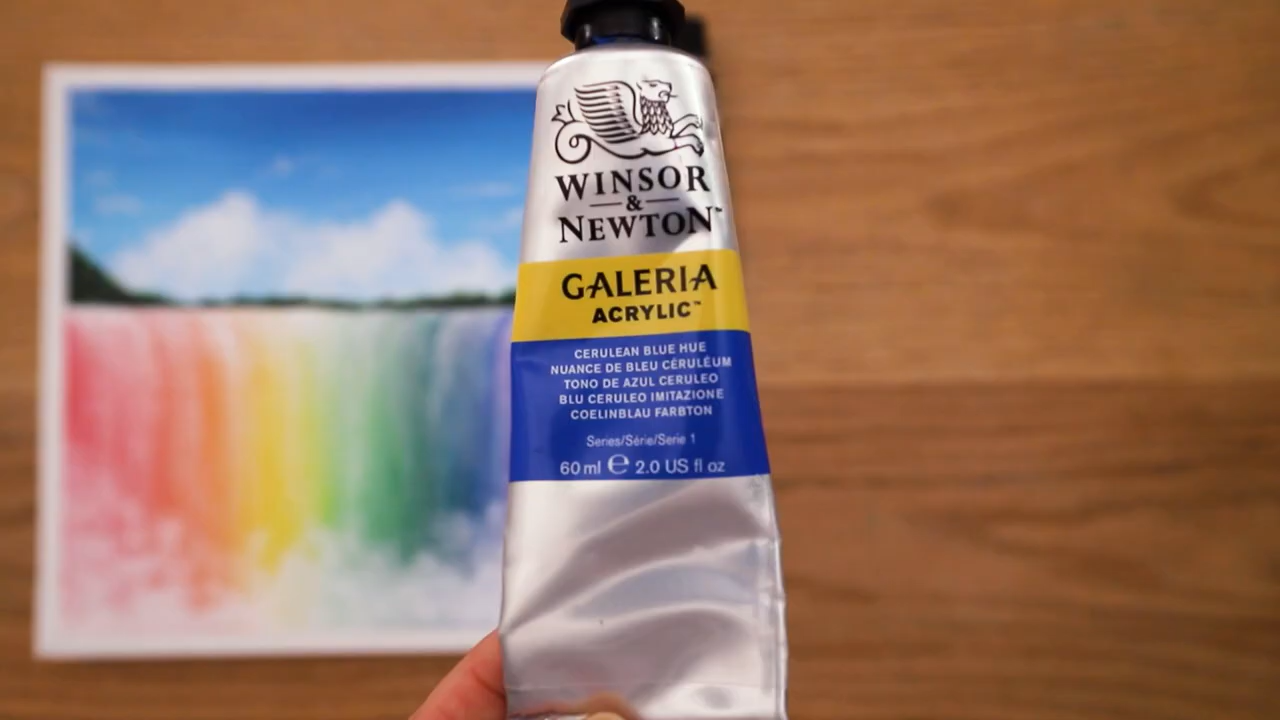 WINSOR
&
NEWTON™
GALERIA
ACRYLIC™
CERULEAN BLUE HUE
NUANCE DE BLEU CÉRULÉUM
TONO DE AZUL CERULEO
BLU CERULEO IMITAZIONE
COELINBLAU FARBTON
Series/Série/Serie 1
60 ml ℮ 2.0 US fl oz